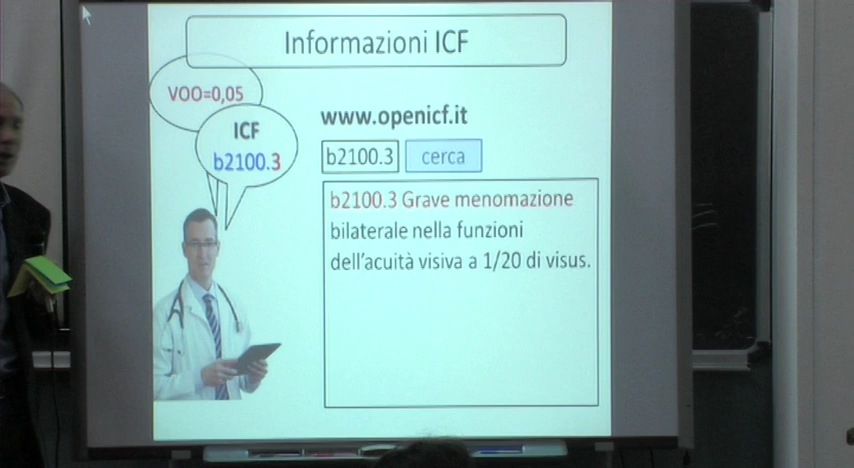 Informazioni ICF
VOO=0,05
ICF
b2100.3
www.openicf.it
b2100.3 cerca
b2100.3 Grave menomazione
bilaterale nella funzioni
dell'acuità visiva a 1/20 di visus.